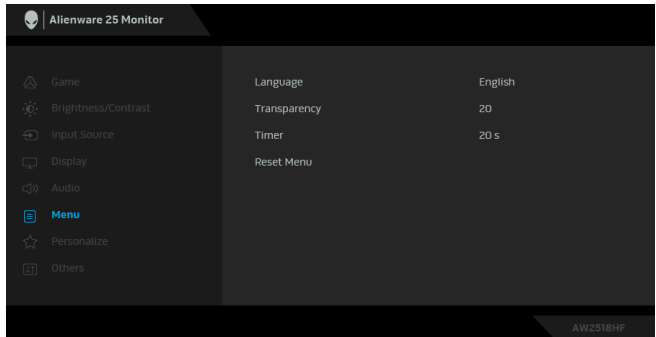 Alienware 25 Monitor
Game
Language English
Brightness/Contrast
Transparency 20
Input Source
Timer 20 s
Display
Reset Menu
Audio
Menu
Personalize
Others
AW2518HF